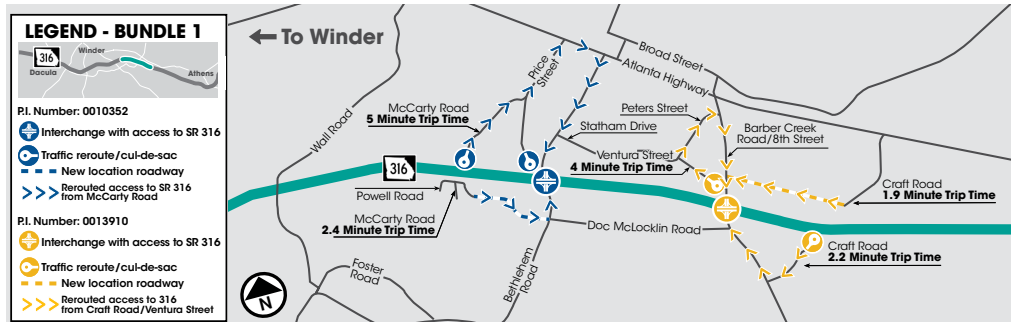 LEGEND - BUNDLE 1
316
Winder
Dacula
Athens
P.I. Number: 0010352
Interchange with access to SR 316
Traffic reroute/cul-de-sac
New location roadway
Rerouted access to SR 316
from McCarty Road
P.I. Number: 0013910
Interchange with access to SR 316
Traffic reroute/cul-de-sac
New location roadway
Rerouted access to 316
from Craft Road/Ventura Street
To Winder
Broad Street
Atlanta Highway
Price
Street
McCarty Road
5 Minute Trip Time
Wall Road
Peters Street
Statham Drive
Barber Creek
Road/8th Street
Ventura Street
4 Minute Trip Time
316
Powell Road
McCarty Road
2.4 Minute Trip Time
Craft Road
1.9 Minute Trip Time
Doc McLocklin Road
Craft Road
2.2 Minute Trip Time
Bethlehem
Road
Foster
Road
N